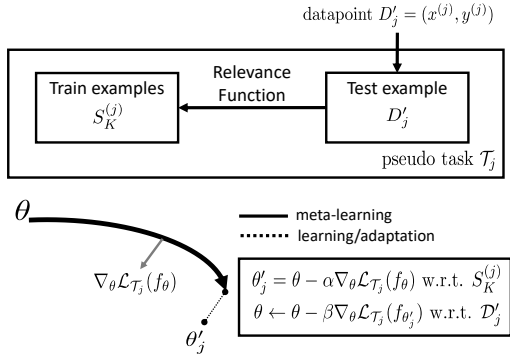 datapoint $D'_j = (x^{(j)}, y^{(j)})$
Train examples
$S_K^{(j)}$
Relevance
Function
Test example
$D'_j$
pseudo task $\mathcal{T}_j$
$\theta$
meta-learning
learning/adaptation
$\nabla_\theta \mathcal{L}_{\mathcal{T}_j}(f_\theta)$
$\theta'_j$
$\theta'_j = \theta - \alpha \nabla_\theta \mathcal{L}_{\mathcal{T}_j}(f_\theta)$ w.r.t. $S_K^{(j)}$
$\theta \leftarrow \theta - \beta \nabla_\theta \mathcal{L}_{\mathcal{T}_j}(f_{\theta'_j})$ w.r.t. $\mathcal{D}'_j$